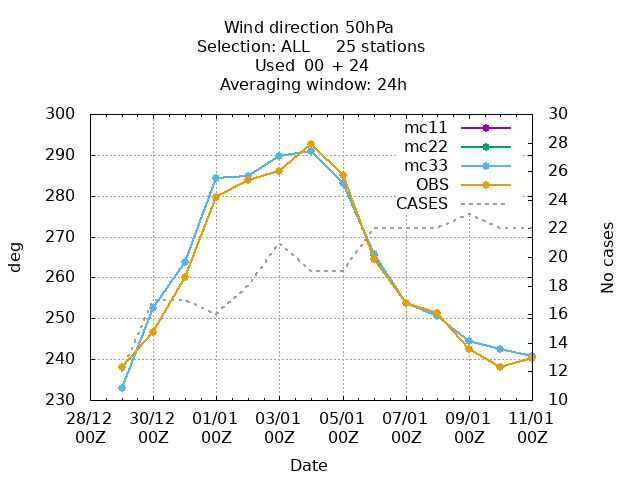 Wind direction 50hPa
Selection: ALL     25 stations
Used  00 + 24
Averaging window: 24h
300
290
280
270
260
250
240
230
deg
30
28
26
24
22
20
18
16
14
12
10
No cases
mc11
mc22
mc33
OBS
CASES
28/12 30/12 01/01 03/01 05/01 07/01 09/01 11/01
00Z 00Z 00Z 00Z 00Z 00Z 00Z 00Z
Date